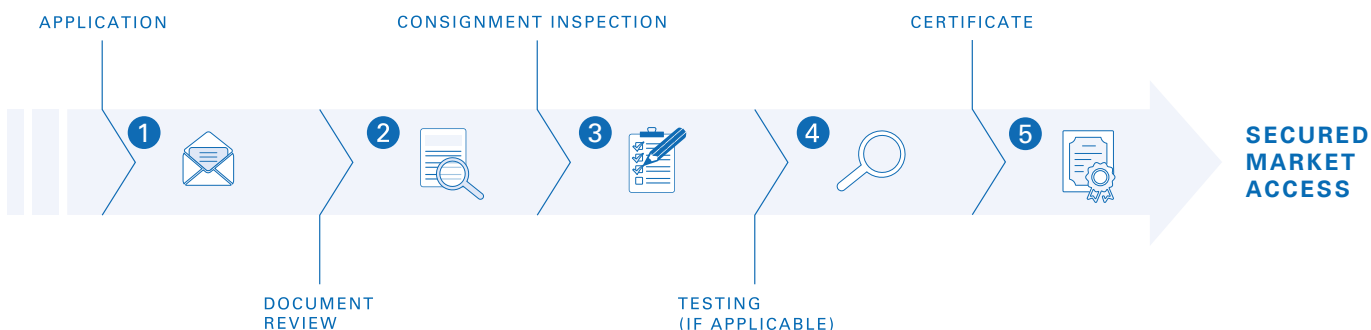 APPLICATION
CONSIGNMENT INSPECTION
CERTIFICATE
1
2
3
4
5
SECURED
MARKET
ACCESS
DOCUMENT
REVIEW
TESTING
(IF APPLICABLE)